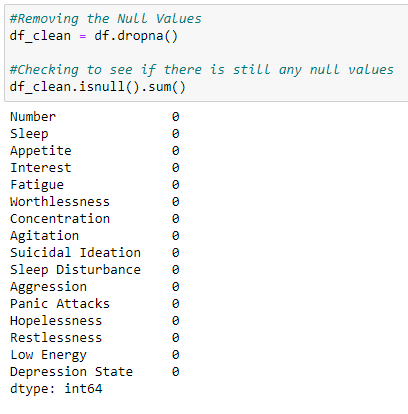 #Removing the Null Values
df_clean = df.dropna()
#Checking to see if there is still any null values
df_clean.isnull().sum()
Number 0
Sleep 0
Appetite 0
Interest 0
Fatigue 0
Worthlessness 0
Concentration 0
Agitation 0
Suicidal Ideation 0
Sleep Disturbance 0
Aggression 0
Panic Attacks 0
Hopelessness 0
Restlessness 0
Low Energy 0
Depression State 0
dtype: int64